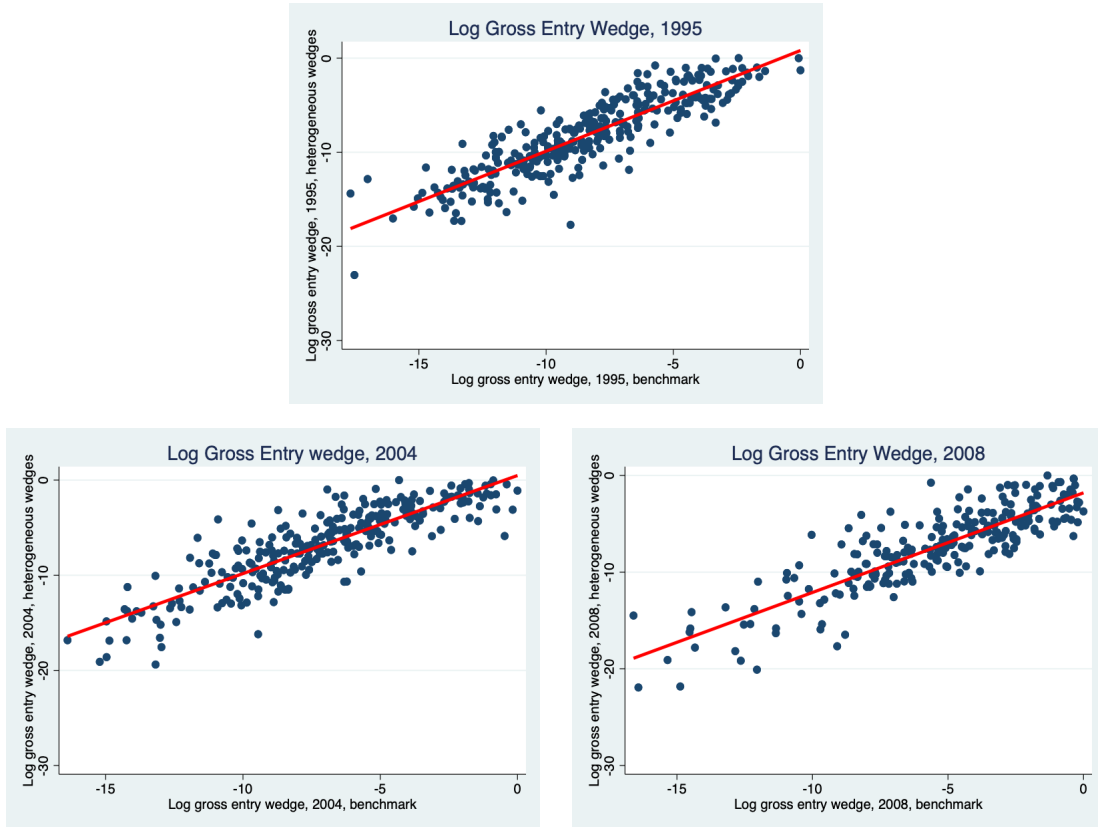 Log Gross Entry Wedge, 1995
Log gross entry wedge, 1995, heterogeneous wedges
0
-10
-20
-30
-15
-10
-5
0
Log gross entry wedge, 1995, benchmark
Log Gross Entry wedge, 2004
Log gross entry wedge, 2004, heterogeneous wedges
0
-10
-20
-30
-15
-10
-5
0
Log gross entry wedge, 2004, benchmark
Log Gross Entry Wedge, 2008
Log gross entry wedge, 2008, heterogeneous wedges
0
-10
-20
-30
-15
-10
-5
0
Log gross entry wedge, 2008, benchmark